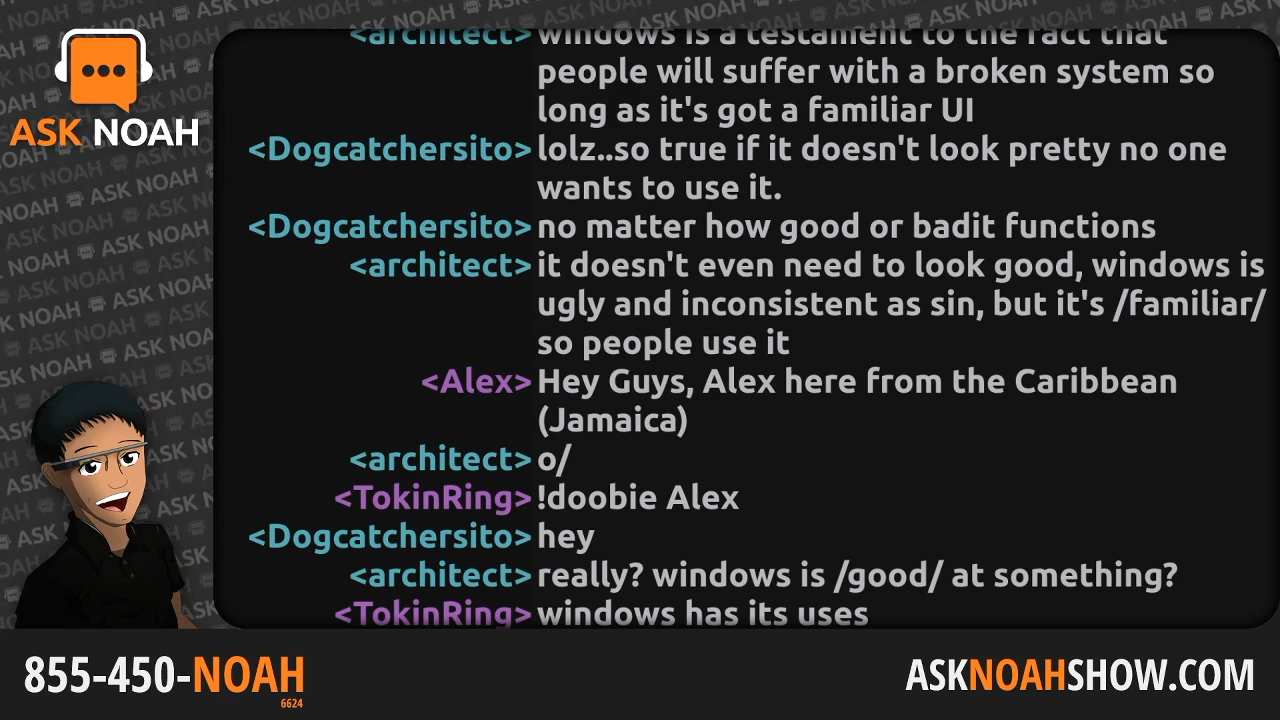 <architect> windows is a testament to the fact that
people will suffer with a broken system so
long as it's got a familiar UI
<Dogcatchersito> lolz..so true if it doesn't look pretty no one
wants to use it.
<Dogcatchersito> no matter how good or badit functions
<architect> it doesn't even need to look good, windows is
ugly and inconsistent as sin, but it's /familiar/
so people use it
<Alex> Hey Guys, Alex here from the Caribbean
(Jamaica)
<architect> o/
<TokinRing> !doobie Alex
<Dogcatchersito> hey
<architect> really? windows is /good/ at something?
<TokinRing> windows has its uses
ASK NOAH
855-450-NOAH
6624
ASKNOAHSHOW.COM